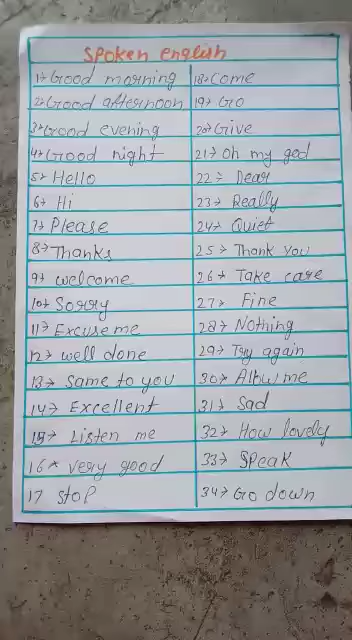 Spoken english
1→ Good morning
2→ Good afternoon
3→ Good evening
4→ Good night
5→ Hello
6→ Hi
7→ Please
8→ Thanks
9→ welcome
10→ Sorry
11→ Excuse me
12→ well done
13→ Same to you
14→ Excellent
15→ Listen me
16→ very good
17 stop
18→ come
19→ Go
20→ Give
21→ oh my god
22→ Dear
23→ Really
24→ Quiet
25→ Thank you
26→ Take care
27→ Fine
28→ Nothing
29→ Try again
30→ Allow me
31→ Sad
32→ How lovely
33→ Speak
34→ Go down